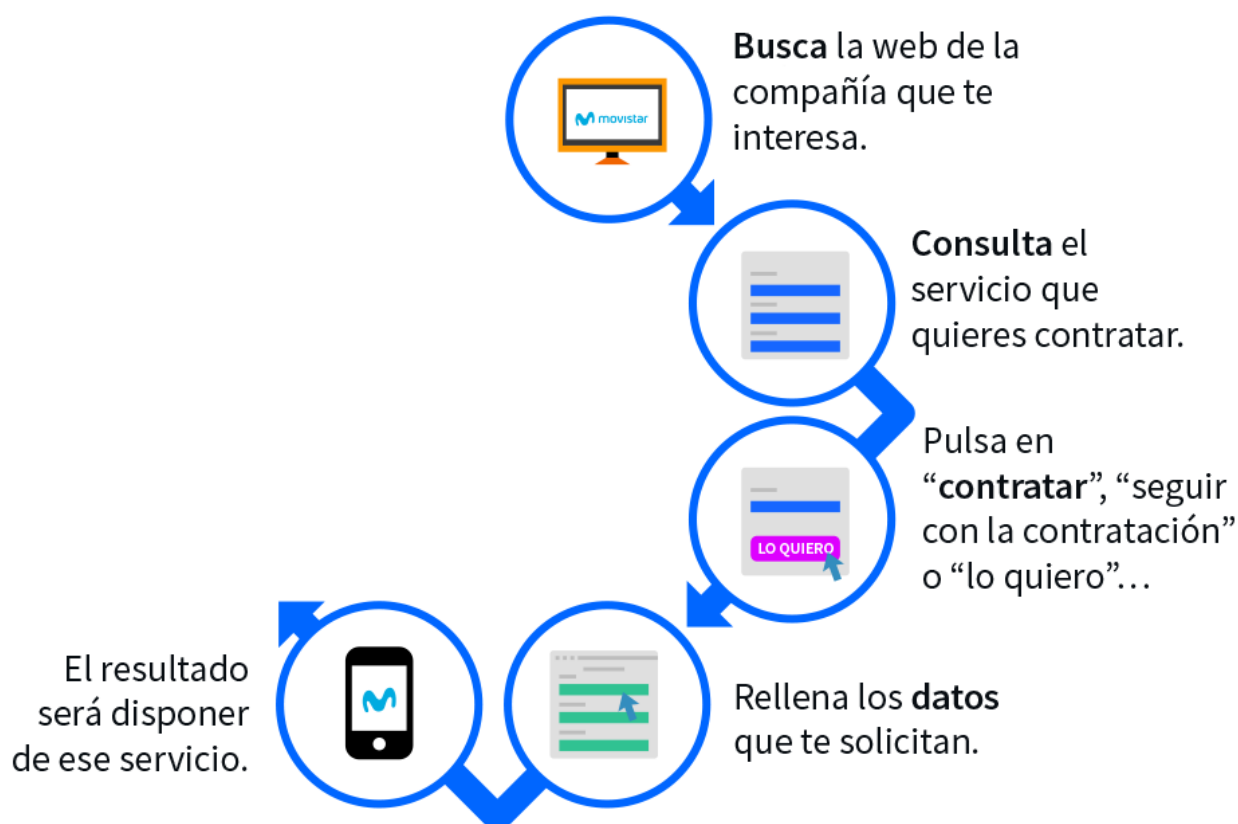 movistar
Busca la web de la
compañía que te
interesa.
Consulta el
servicio que
quieres contratar.
Pulsa en
“contratar”, “seguir
con la contratación”
o “lo quiero”...
LO QUIERO
Rellena los datos
que te solicitan.
El resultado
será disponer
de ese servicio.